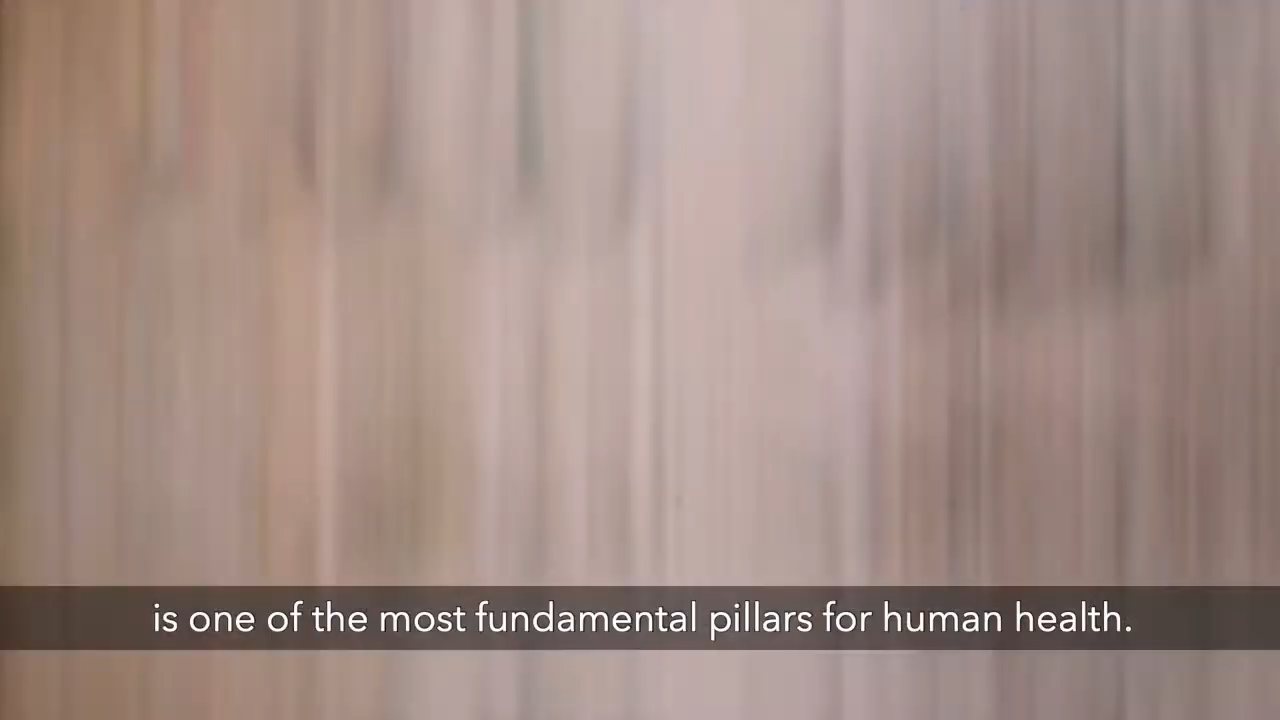 is one of the most fundamental pillars for human health.